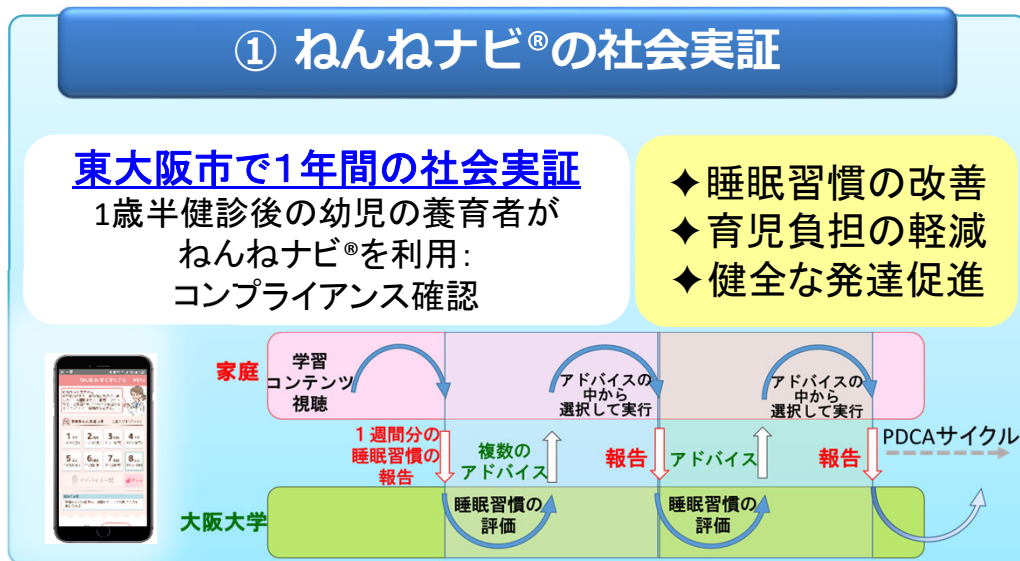 ① ねんねナビ®の社会実証
東大阪市で1年間の社会実証
1歳半健診後の幼児の養育者が
ねんねナビ®を利用:
コンプライアンス確認
✦睡眠習慣の改善
✦育児負担の軽減
✦健全な発達促進
家庭
学習
コンテンツ
視聴
アドバイスの
中から
選択して実行
アドバイスの
中から
選択して実行
1週間分の
睡眠習慣の
報告
複数の
アドバイス
報告
アドバイス
報告
PDCAサイクル
大阪大学
睡眠習慣の
評価
睡眠習慣の
評価